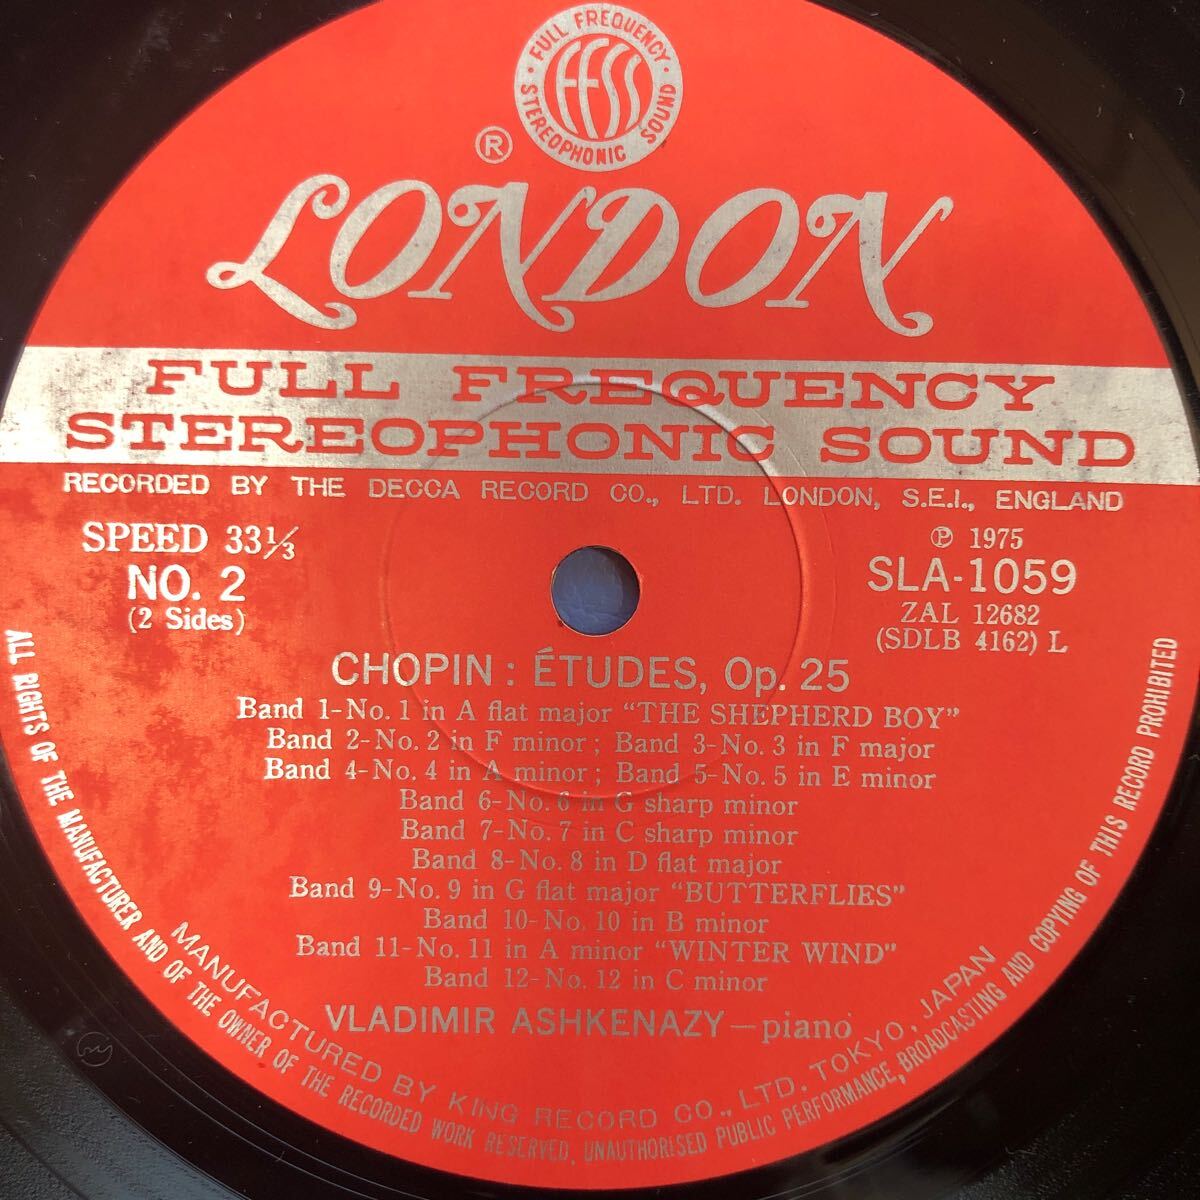 · FULL FREQUENCY · STEREOPHONIC SOUND
FFSS
®
LONDON
FULL FREQUENCY
STEREOPHONIC SOUND
RECORDED BY THE DECCA RECORD CO., LTD. LONDON, S.E.I., ENGLAND
SPEED 33⅓
NO. 2
(2 Sides)
℗ 1975
SLA-1059
ZAL 12682
(SDLB 4162) L
CHOPIN : ÉTUDES, Op. 25
Band 1-No. 1 in A flat major "THE SHEPHERD BOY"
Band 2-No. 2 in F minor ; Band 3-No. 3 in F major
Band 4-No. 4 in A minor ; Band 5-No. 5 in E minor
Band 6-No. 6 in G sharp minor
Band 7-No. 7 in C sharp minor
Band 8-No. 8 in D flat major
Band 9-No. 9 in G flat major "BUTTERFLIES"
Band 10-No. 10 in B minor
Band 11-No. 11 in A minor "WINTER WIND"
Band 12-No. 12 in C minor
VLADIMIR ASHKENAZY — piano
MANUFACTURED BY KING RECORD CO., LTD. TOKYO, JAPAN
ALL RIGHTS OF THE MANUFACTURER AND OF THE OWNER OF THE RECORDED WORK RESERVED, UNAUTHORISED PUBLIC PERFORMANCE, BROADCASTING AND COPYING OF THIS RECORD PROHIBITED